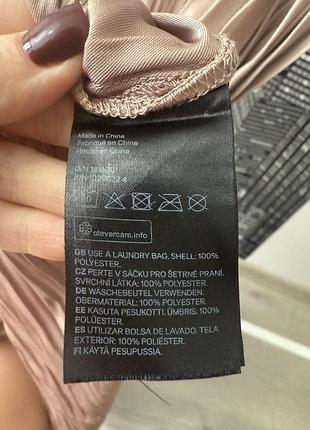 Made in China
Fabriqué en Chine
Hecho en China
P/N 1029022 4
clevercare.info
GB USE A LAUNDRY BAG. SHELL: 100%
POLYESTER.
CZ PERTE V SÁČKU PRO ŠETRNÉ PRANÍ.
SVRCHNÍ LÁTKA: 100% POLYESTER.
DE WÄSCHEBEUTEL VERWENDEN.
OBERMATERIAL: 100% POLYESTER.
EE KASUTA PESUKOTTI. ÜMBRIS: 100%
POLÜESTER.
ES UTILIZAR BOLSA DE LAVADO. TELA
EXTERIOR: 100% POLIÉSTER.
FI KÄYTÄ PESUPUSSIA.